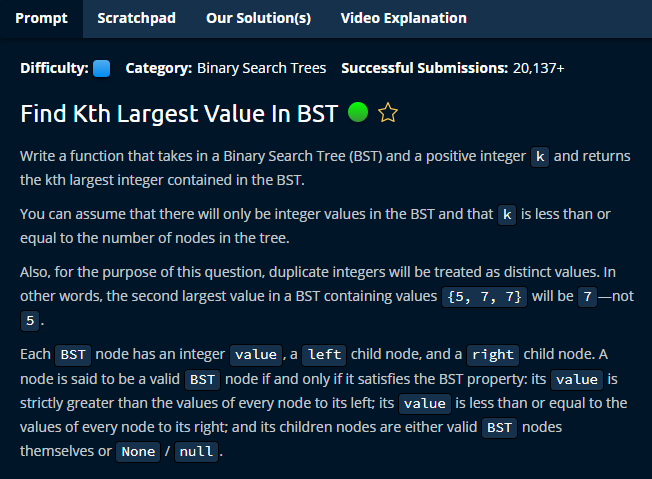 Prompt Scratchpad Our Solution(s) Video Explanation
Difficulty: Category: Binary Search Trees Successful Submissions: 20,137+
Find Kth Largest Value In BST
Write a function that takes in a Binary Search Tree (BST) and a positive integer k and returns
the kth largest integer contained in the BST.
You can assume that there will only be integer values in the BST and that k is less than or
equal to the number of nodes in the tree.
Also, for the purpose of this question, duplicate integers will be treated as distinct values. In
other words, the second largest value in a BST containing values {5, 7, 7} will be 7—not
5.
Each BST node has an integer value, a left child node, and a right child node. A
node is said to be a valid BST node if and only if it satisfies the BST property: its value is
strictly greater than the values of every node to its left; its value is less than or equal to the
values of every node to its right; and its children nodes are either valid BST nodes
themselves or None / null.